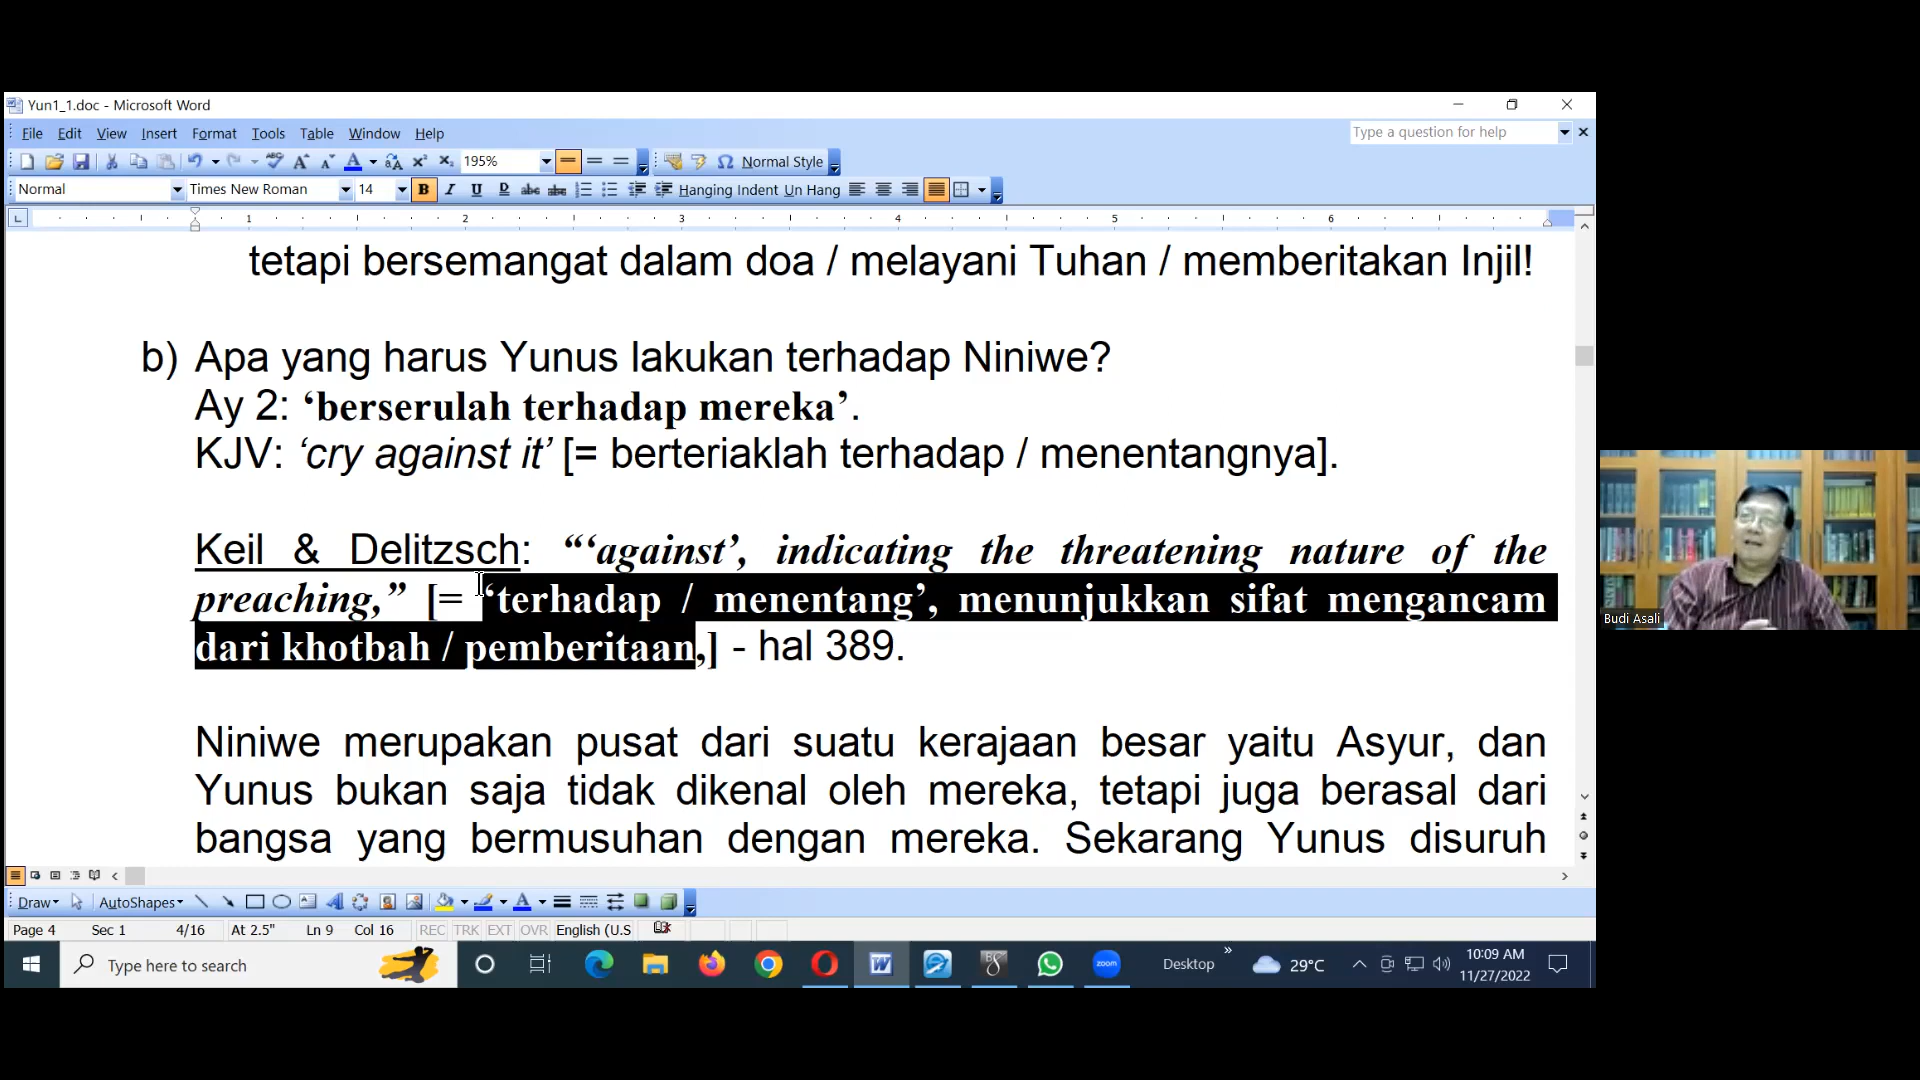 Yun1_1.doc - Microsoft Word
File Edit View Insert Format Tools Table Window Help
Type a question for help
195%
Normal Style
Normal
Times New Roman
14
B I U
Hanging Indent Un Hang
1 2 3 4 5 6
tetapi bersemangat dalam doa / melayani Tuhan / memberitakan Injil!
b) Apa yang harus Yunus lakukan terhadap Niniwe?
Ay 2: ‘berserulah terhadap mereka’.
KJV: ‘cry against it’ [= berteriaklah terhadap / menentangnya].
Keil & Delitzsch: “‘against’, indicating the threatening nature of the
preaching,” [= ‘terhadap / menentang’, menunjukkan sifat mengancam
dari khotbah / pemberitaan,] - hal 389.
Niniwe merupakan pusat dari suatu kerajaan besar yaitu Asyur, dan
Yunus bukan saja tidak dikenal oleh mereka, tetapi juga berasal dari
bangsa yang bermusuhan dengan mereka. Sekarang Yunus disuruh
Budi Asali
Draw AutoShapes
Page 4 Sec 1 4/16 At 2.5" Ln 9 Col 16 REC TRK EXT OVR English (U.S
Type here to search
zoom
Desktop
29°C
10:09 AM
11/27/2022